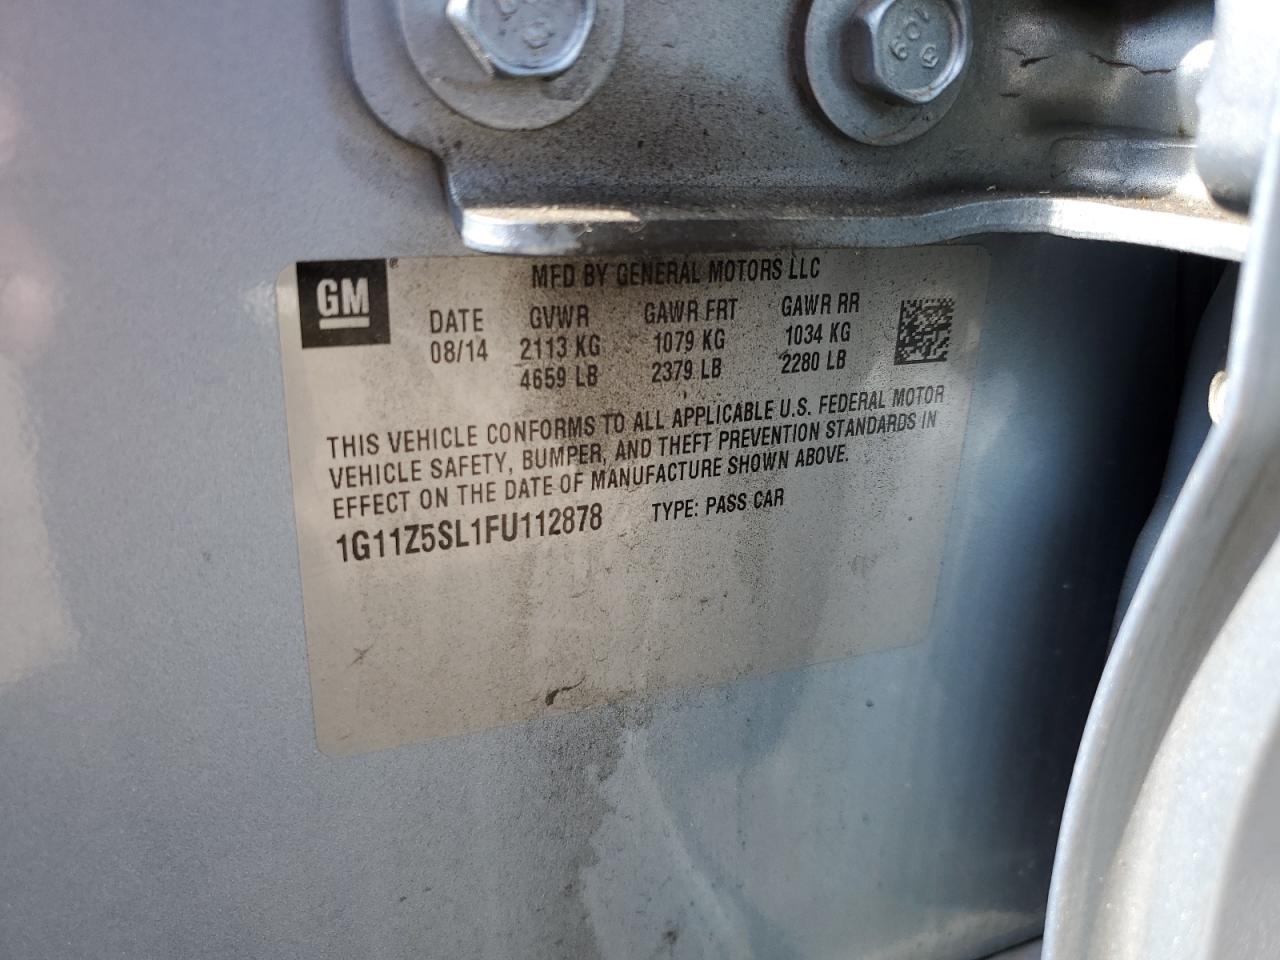 GM®
MFD BY GENERAL MOTORS LLC
DATE GVWR GAWR FRT GAWR RR
08/14 2113 KG 1079 KG 1034 KG
4659 LB 2379 LB 2280 LB
THIS VEHICLE CONFORMS TO ALL APPLICABLE U.S. FEDERAL MOTOR
VEHICLE SAFETY, BUMPER, AND THEFT PREVENTION STANDARDS IN
EFFECT ON THE DATE OF MANUFACTURE SHOWN ABOVE.
1G11Z5SL1FU112878 TYPE: PASS CAR
10.9